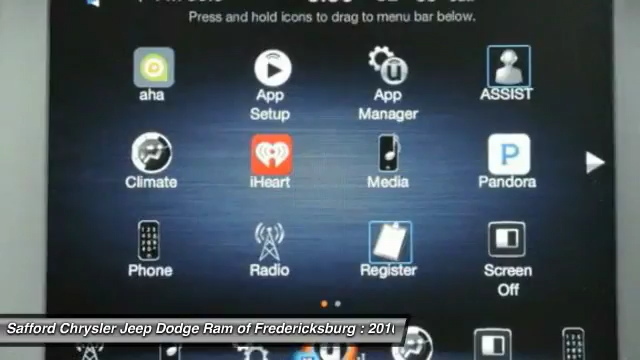 Press and hold icons to drag to menu bar below.
aha
App Setup
App Manager
ASSIST
Climate
iHeart
Media
P
Pandora
Phone
Radio
Register
Screen Off
Safford Chrysler Jeep Dodge Ram of Fredericksburg : 201